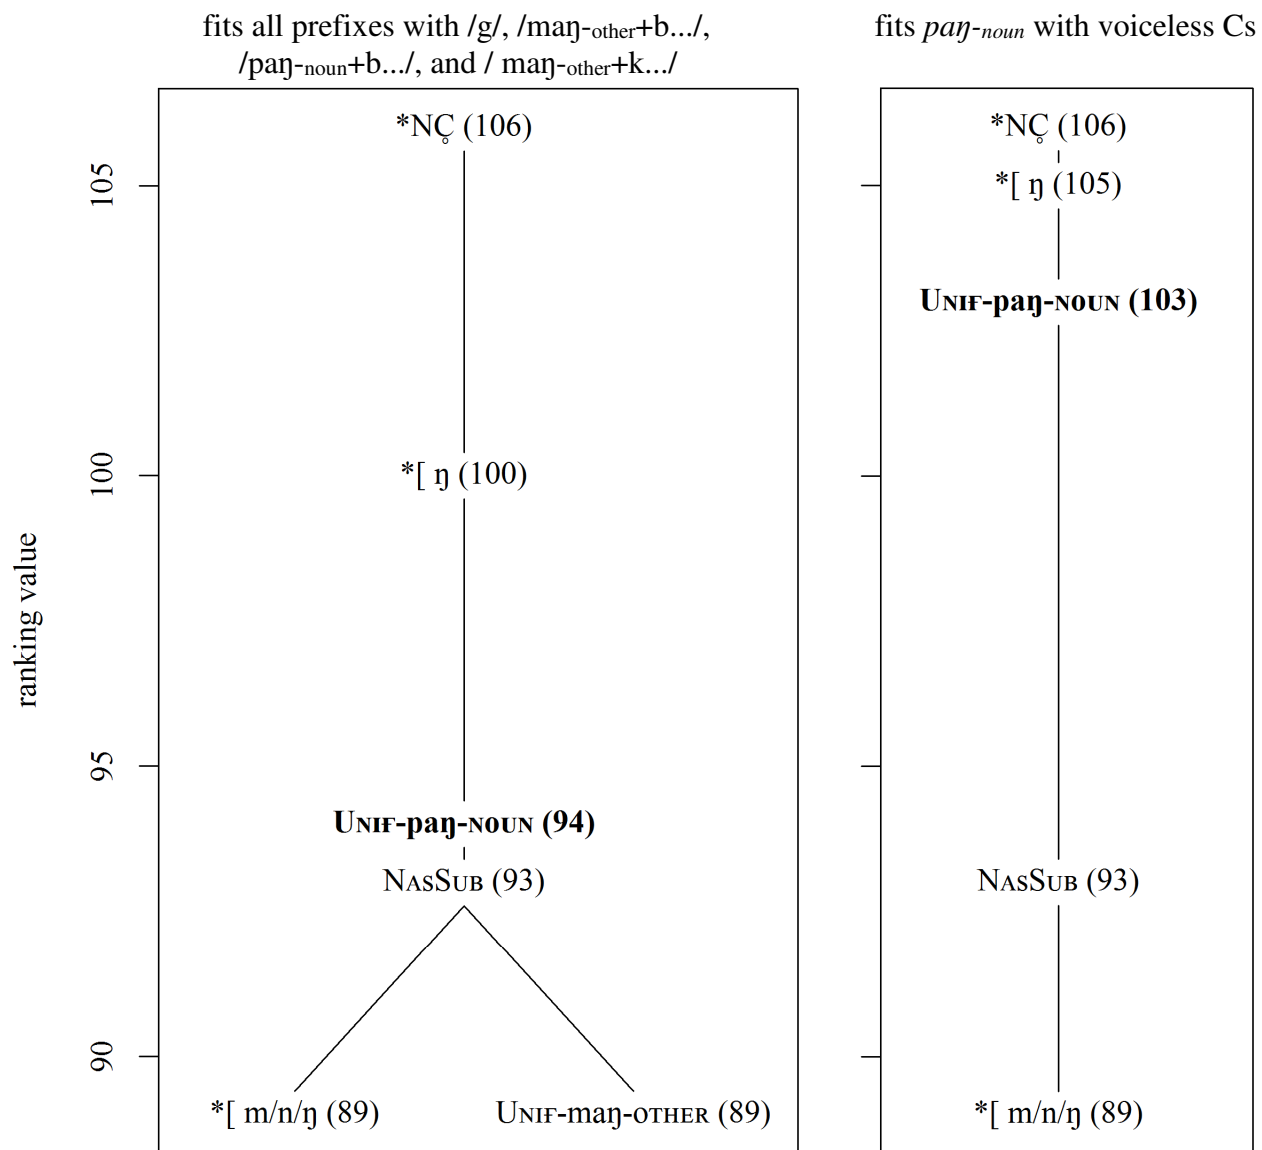 fits all prefixes with /g/, /maŋ-other+b.../,
/paŋ-noun+b.../, and / maŋ-other+k.../
fits paŋ-noun with voiceless Cs
ranking value
105
100
95
90
*NC̥ (106)
*[ ŋ (100)
UNIF-paŋ-NOUN (94)
NASSUB (93)
*[ m/n/ŋ (89)
UNIF-maŋ-OTHER (89)
*NC̥ (106)
*[ ŋ (105)
UNIF-paŋ-NOUN (103)
NASSUB (93)
*[ m/n/ŋ (89)